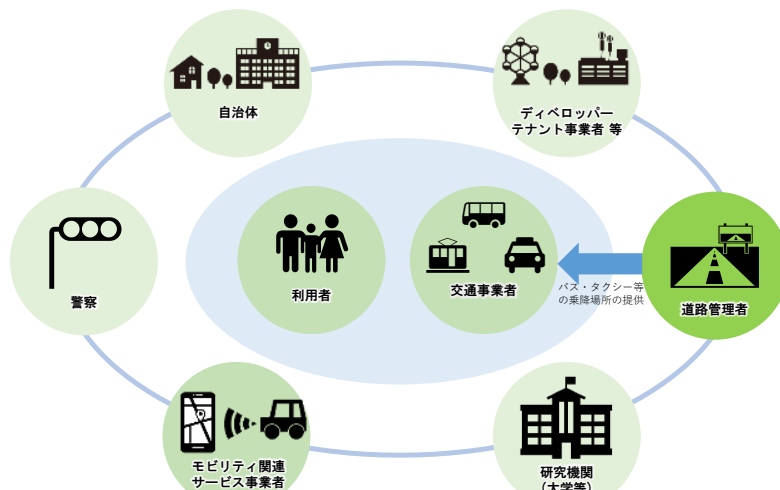 自治体
ディベロッパー
テナント事業者 等
警察
利用者
交通事業者
バス・タクシー等
の乗降場所の提供
道路管理者
モビリティ関連
サービス事業者
研究機関
（大学等）